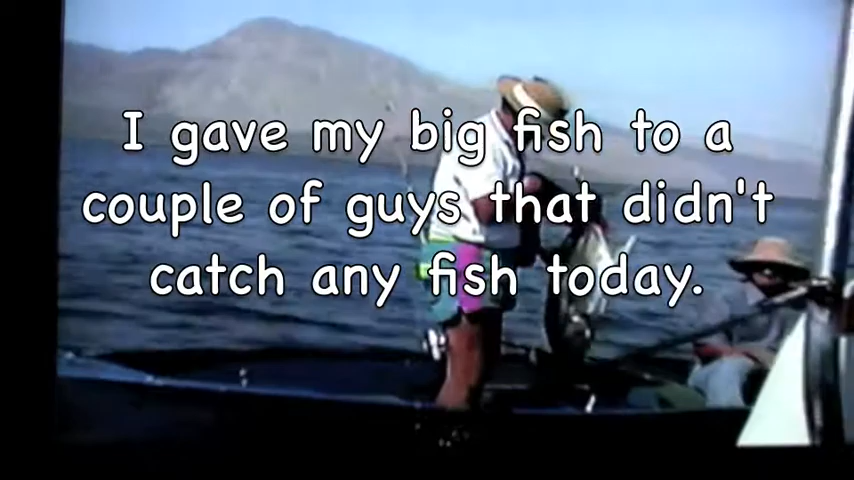 I gave my big fish to a
couple of guys that didn't
catch any fish today.